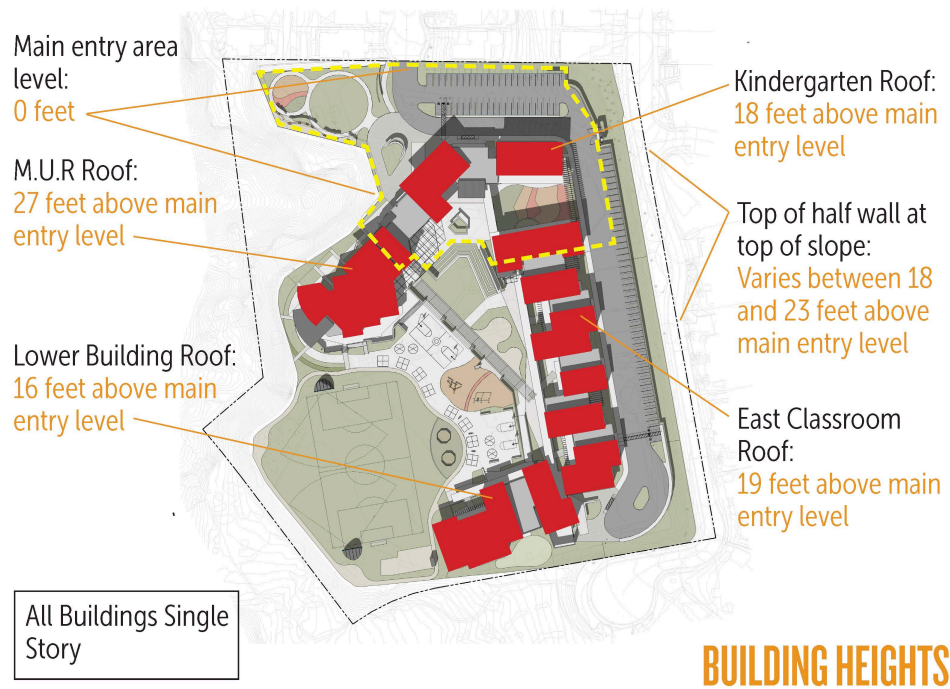 Main entry area
level:
0 feet
M.U.R Roof:
27 feet above main
entry level
Lower Building Roof:
16 feet above main
entry level
All Buildings Single
Story
Kindergarten Roof:
18 feet above main
entry level
Top of half wall at
top of slope:
Varies between 18
and 23 feet above
main entry level
East Classroom
Roof:
19 feet above main
entry level
BUILDING HEIGHTS